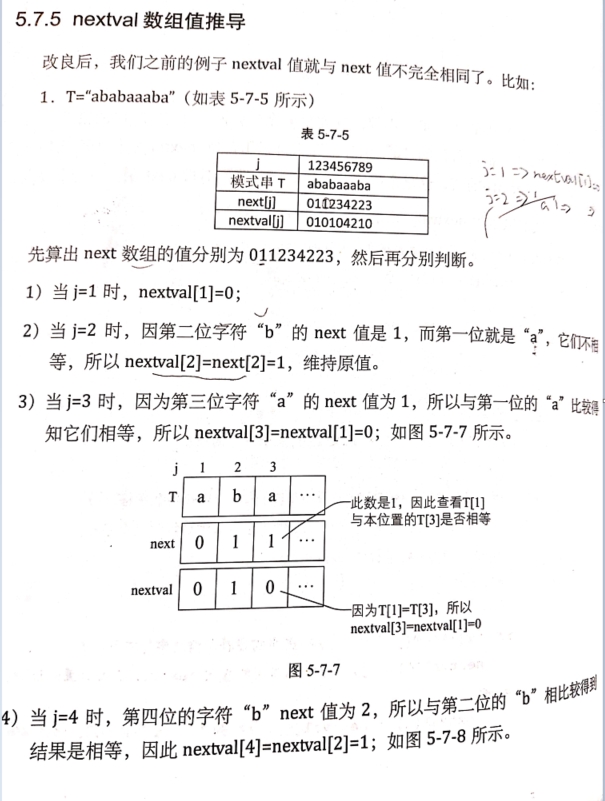 5.7.5 nextval 数组值推导
改良后，我们之前的例子 nextval 值就与 next 值不完全相同了。比如：
1. T=“ababaaaba”（如表 5-7-5 所示）
表 5-7-5
j 123456789
模式串 T ababaaaba
next[j] 011234223
nextval[j] 010104210
j=1 => nextval[1]=0
j=2 =>
先算出 next 数组的值分别为 011234223，然后再分别判断。
1）当 j=1 时，nextval[1]=0；
2）当 j=2 时，因第二位字符“b”的 next 值是 1，而第一位就是“a”，它们不相
等，所以 nextval[2]=next[2]=1，维持原值。
3）当 j=3 时，因为第三位字符“a”的 next 值为 1，所以与第一位的“a”比较得
知它们相等，所以 nextval[3]=nextval[1]=0；如图 5-7-7 所示。
j 1 2 3
T a b a …
此数是1，因此查看T[1]
与本位置的T[3]是否相等
next 0 1 1 …
nextval 0 1 0 …
因为T[1]=T[3]，所以
nextval[3]=nextval[1]=0
图 5-7-7
4）当 j=4 时，第四位的字符“b”next 值为 2，所以与第二位的“b”相比较得到
结果是相等，因此 nextval[4]=nextval[2]=1；如图 5-7-8 所示。